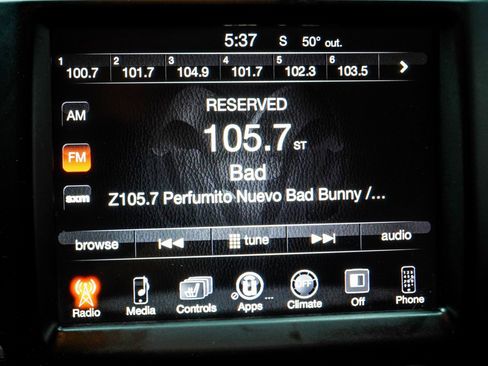 5:37 S 50° out.
1 2 3 4 5 6
100.7 101.7 104.9 101.7 102.3 103.5
RESERVED
AM
105.7 ST
FM
Bad
sxm Z105.7 Perfumito Nuevo Bad Bunny /...
browse tune audio
OFF
Radio Media Controls Apps ... Climate Off Phone